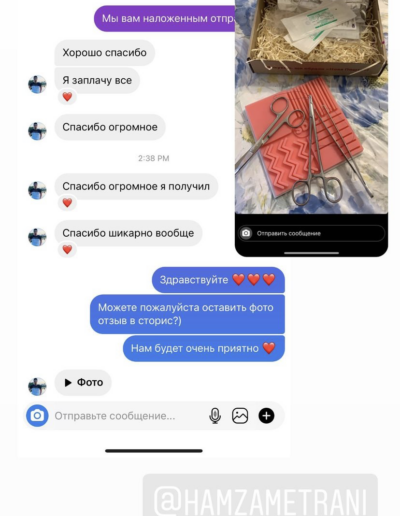 Мы вам наложенным отпр
Хорошо спасибо
Я заплачу все
Спасибо огромное
2:38 PM
Спасибо огромное я получил
Спасибо шикарно вообще
Отправить сообщение
Здравствуйте ❤️ ❤️ ❤️
Можете пожалуйста оставить фото
отзыв в сторис?)
Нам будет очень приятно ❤️
Фото
Отправьте сообщение...
@HAMZAMETRANI